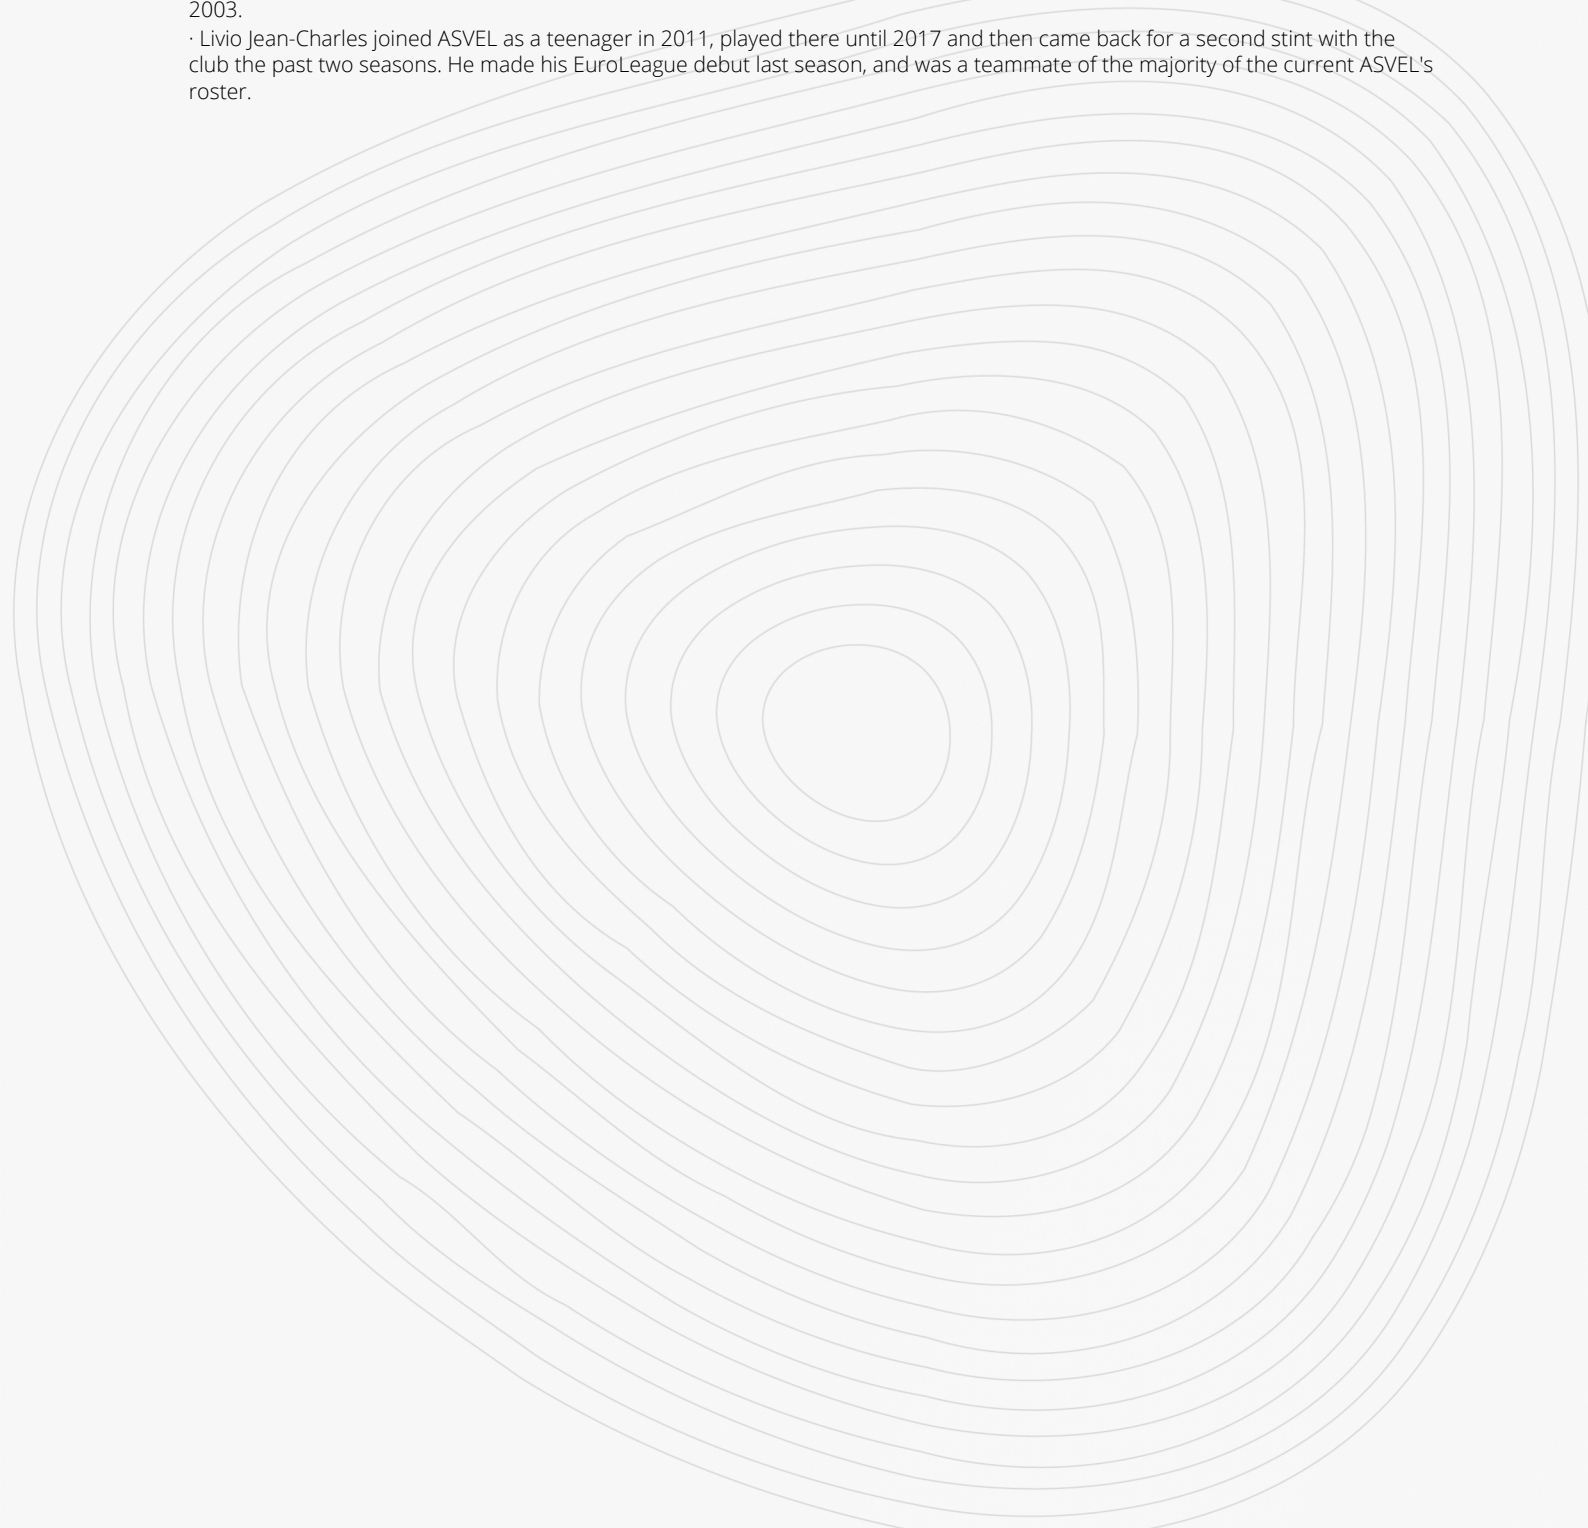 2003.
· Livio Jean-Charles joined ASVEL as a teenager in 2011, played there until 2017 and then came back for a second stint with the
club the past two seasons. He made his EuroLeague debut last season, and was a teammate of the majority of the current ASVEL's
roster.